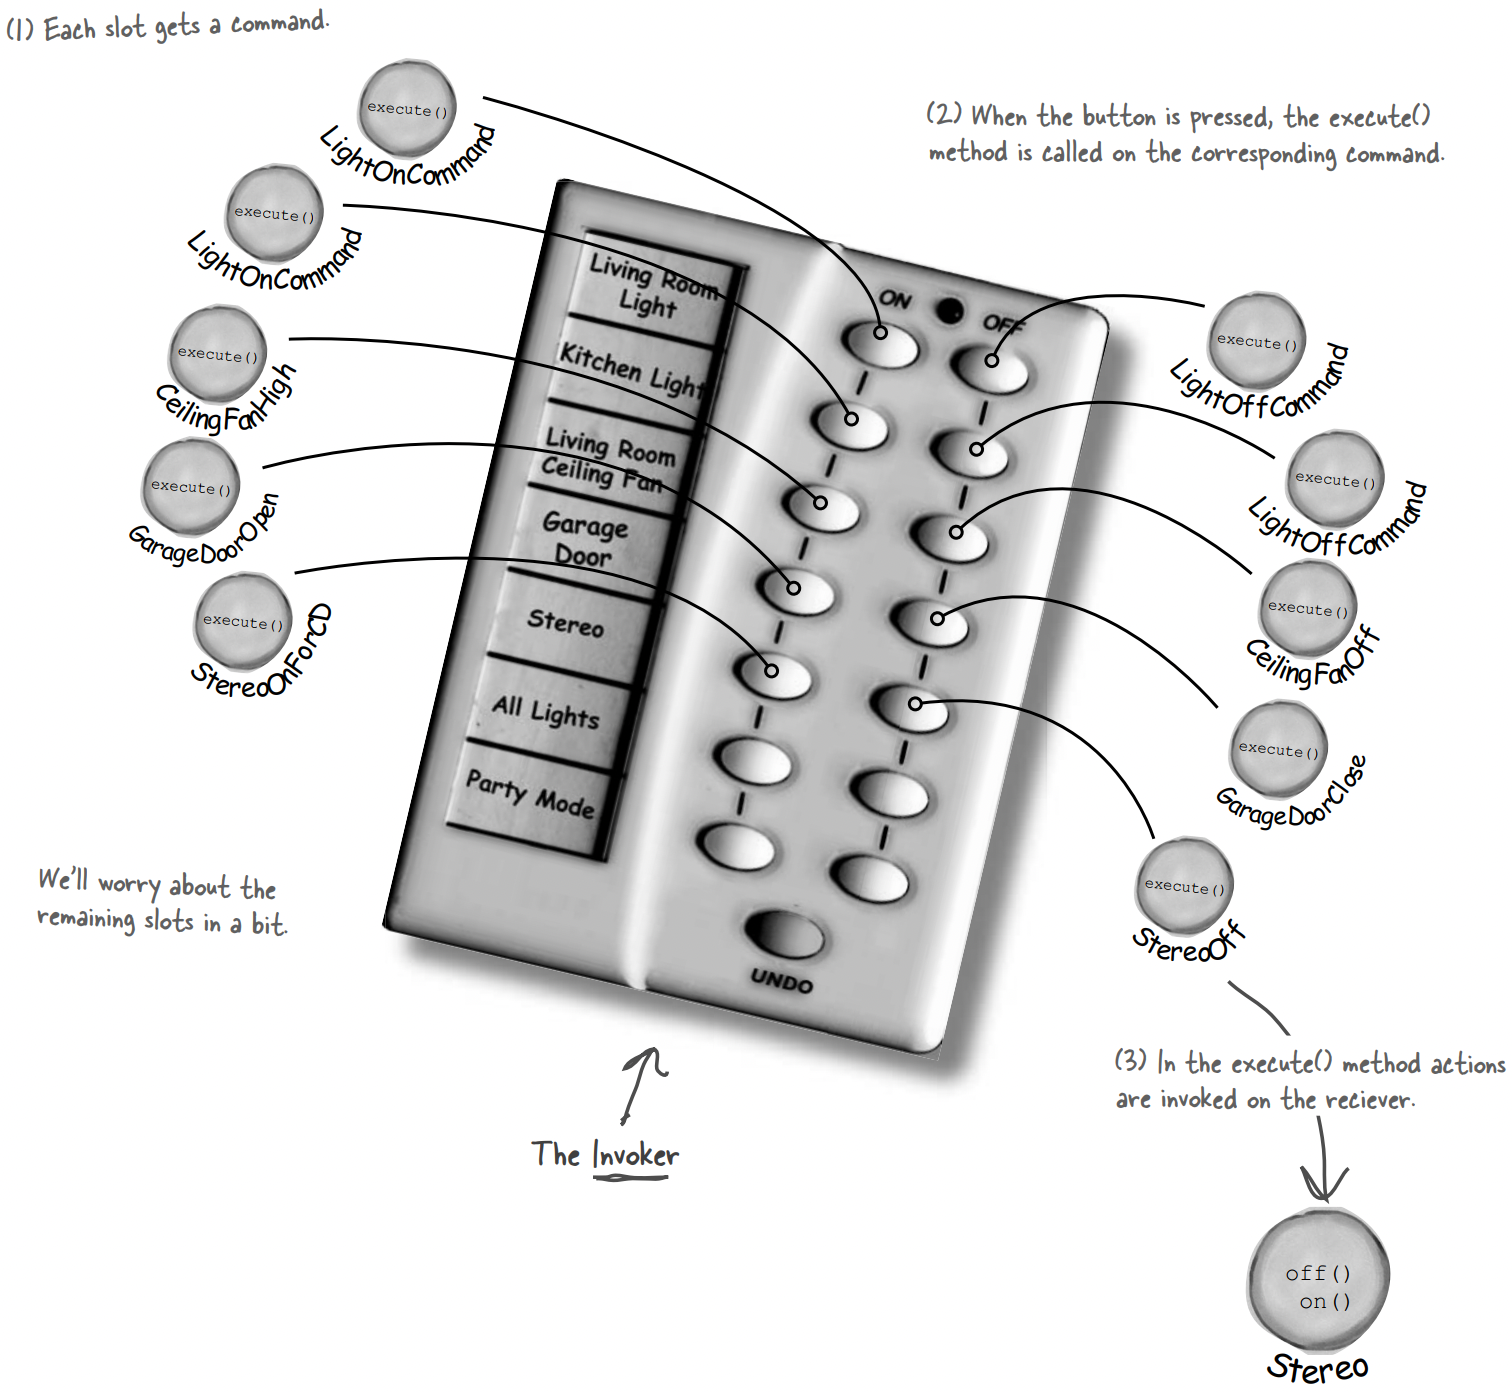 (1) Each slot gets a command.
execute()
LightOnCommand
execute()
LightOnCommand
execute()
CeilingFanHigh
execute()
GarageDoorOpen
execute()
StereoOnForCD
(2) When the button is pressed, the execute()
method is called on the corresponding command.
Living Room
Light
Kitchen Light
Living Room
Ceiling Fan
Garage
Door
Stereo
All Lights
Party Mode
ON
OFF
UNDO
execute()
LightOffCommand
execute()
LightOffCommand
execute()
CeilingFanOff
execute()
GarageDoorClose
execute()
StereoOff
We'll worry about the
remaining slots in a bit.
The Invoker
(3) In the execute() method actions
are invoked on the reciever.
off()
on()
Stereo